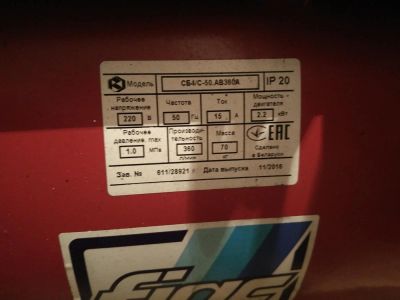 Модель СБ4/С-50.АВ360А IP 20
Рабочее напряжение Частота Ток Мощность двигателя
220 В 50 Гц 15 А 2.2 кВт
Рабочее давление, max Производительность Масса EAC
1.0 МПа 360 л/мин 70 кг Сделано в Беларуси
Зав. № 611/28921 Дата выпуска 11/2016